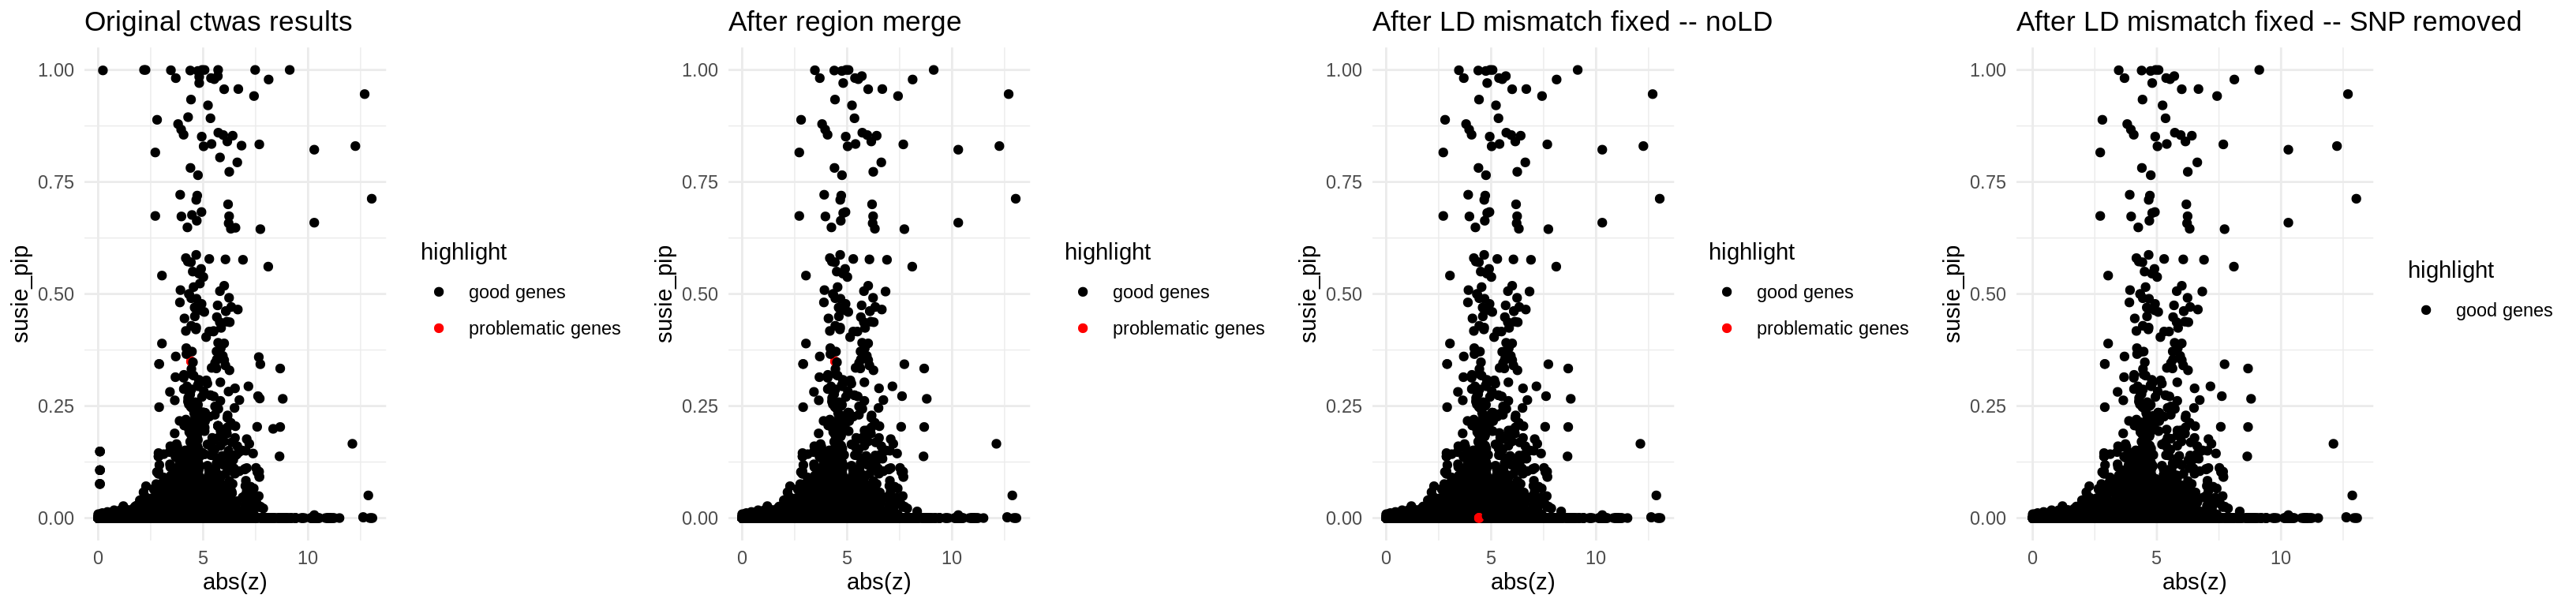 Original ctwas results
susie_pip
1.00
0.75
0.50
0.25
0.00
0
5
10
abs(z)
highlight
good genes
problematic genes
After region merge
susie_pip
1.00
0.75
0.50
0.25
0.00
0
5
10
abs(z)
highlight
good genes
problematic genes
After LD mismatch fixed -- noLD
susie_pip
1.00
0.75
0.50
0.25
0.00
0
5
10
abs(z)
highlight
good genes
problematic genes
After LD mismatch fixed -- SNP removed
susie_pip
1.00
0.75
0.50
0.25
0.00
0
5
10
abs(z)
highlight
good genes